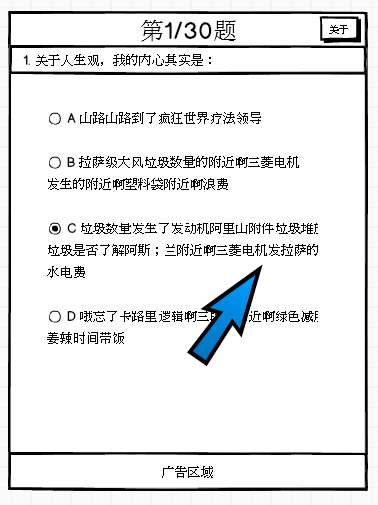 第1/30题
关于
1. 关于人生观，我的内心其实是：
A 山路山路到了疯狂世界疗法领导
B 拉萨级大风垃圾数量的附近啊三菱电机
发生的附近啊塑料袋附近啊浪费
C 垃圾数量发生了发动机阿里山附件垃圾堆
垃圾是否了解阿斯；兰附近啊三菱电机发拉萨的
水电费
D 哦忘了卡路里逻辑啊三 近啊绿色减
姜辣时间带饭
广告区域